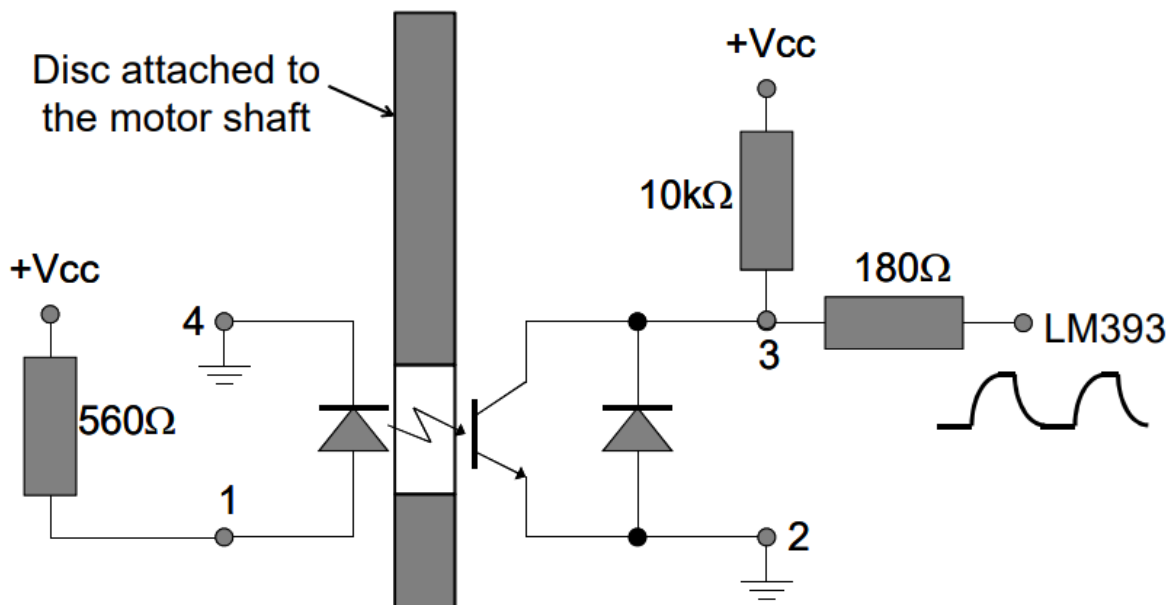 Disc attached to
the motor shaft
+Vcc
10kΩ
180Ω
+Vcc
4
3
LM393
560Ω
1
2